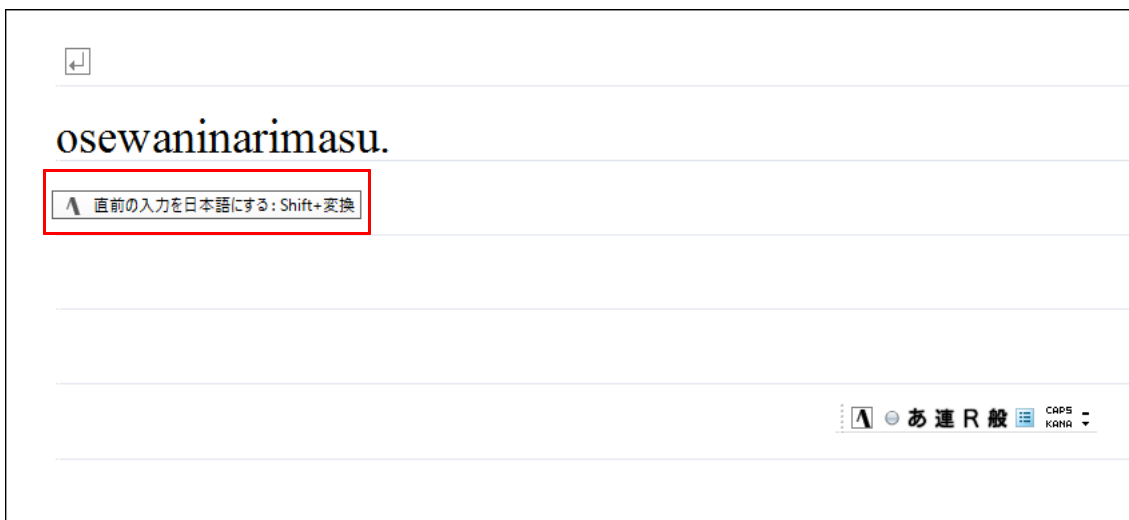 osewaninarimasu.
直前の入力を日本語にする：Shift+変換
A あ 連 R 般 CAPS
KANA